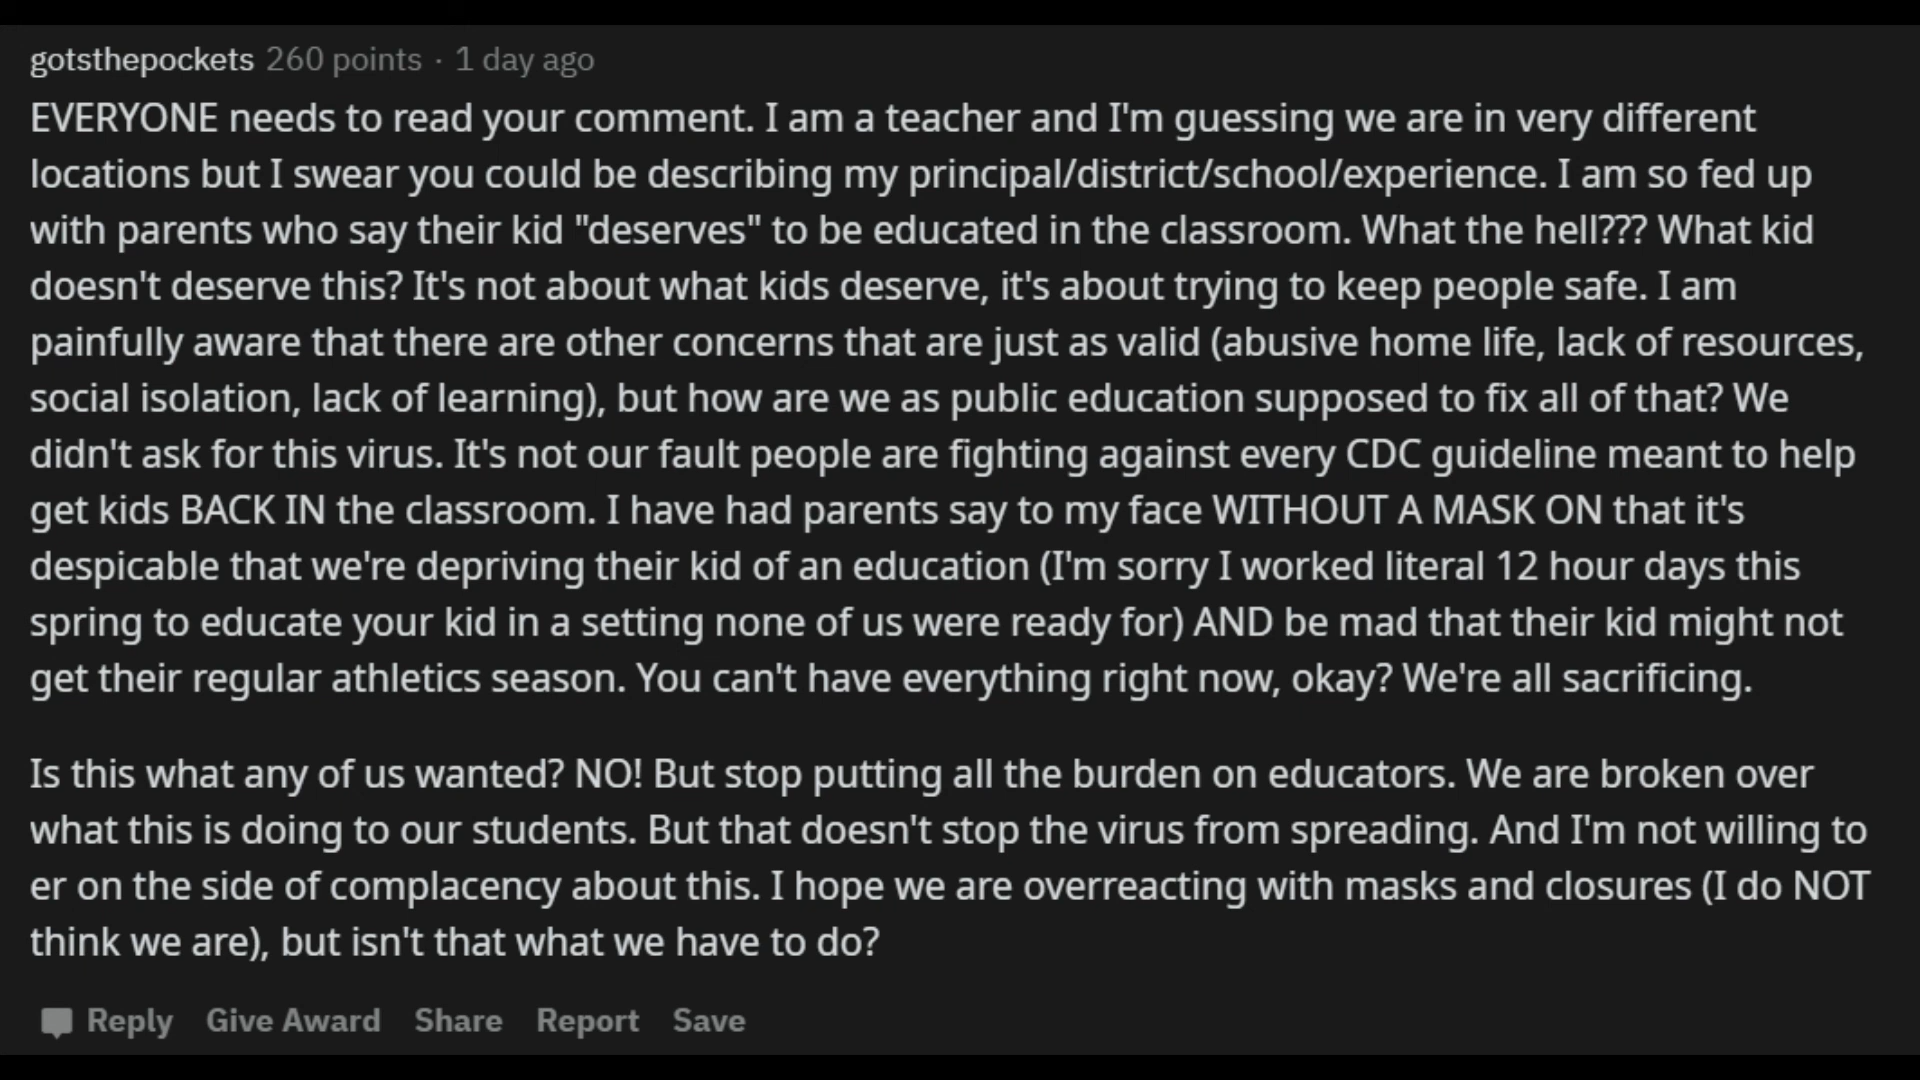 gotsthepockets 260 points · 1 day ago
EVERYONE needs to read your comment. I am a teacher and I'm guessing we are in very different
locations but I swear you could be describing my principal/district/school/experience. I am so fed up
with parents who say their kid "deserves" to be educated in the classroom. What the hell??? What kid
doesn't deserve this? It's not about what kids deserve, it's about trying to keep people safe. I am
painfully aware that there are other concerns that are just as valid (abusive home life, lack of resources,
social isolation, lack of learning), but how are we as public education supposed to fix all of that? We
didn't ask for this virus. It's not our fault people are fighting against every CDC guideline meant to help
get kids BACK IN the classroom. I have had parents say to my face WITHOUT A MASK ON that it's
despicable that we're depriving their kid of an education (I'm sorry I worked literal 12 hour days this
spring to educate your kid in a setting none of us were ready for) AND be mad that their kid might not
get their regular athletics season. You can't have everything right now, okay? We're all sacrificing.
Is this what any of us wanted? NO! But stop putting all the burden on educators. We are broken over
what this is doing to our students. But that doesn't stop the virus from spreading. And I'm not willing to
er on the side of complacency about this. I hope we are overreacting with masks and closures (I do NOT
think we are), but isn't that what we have to do?
Reply Give Award Share Report Save